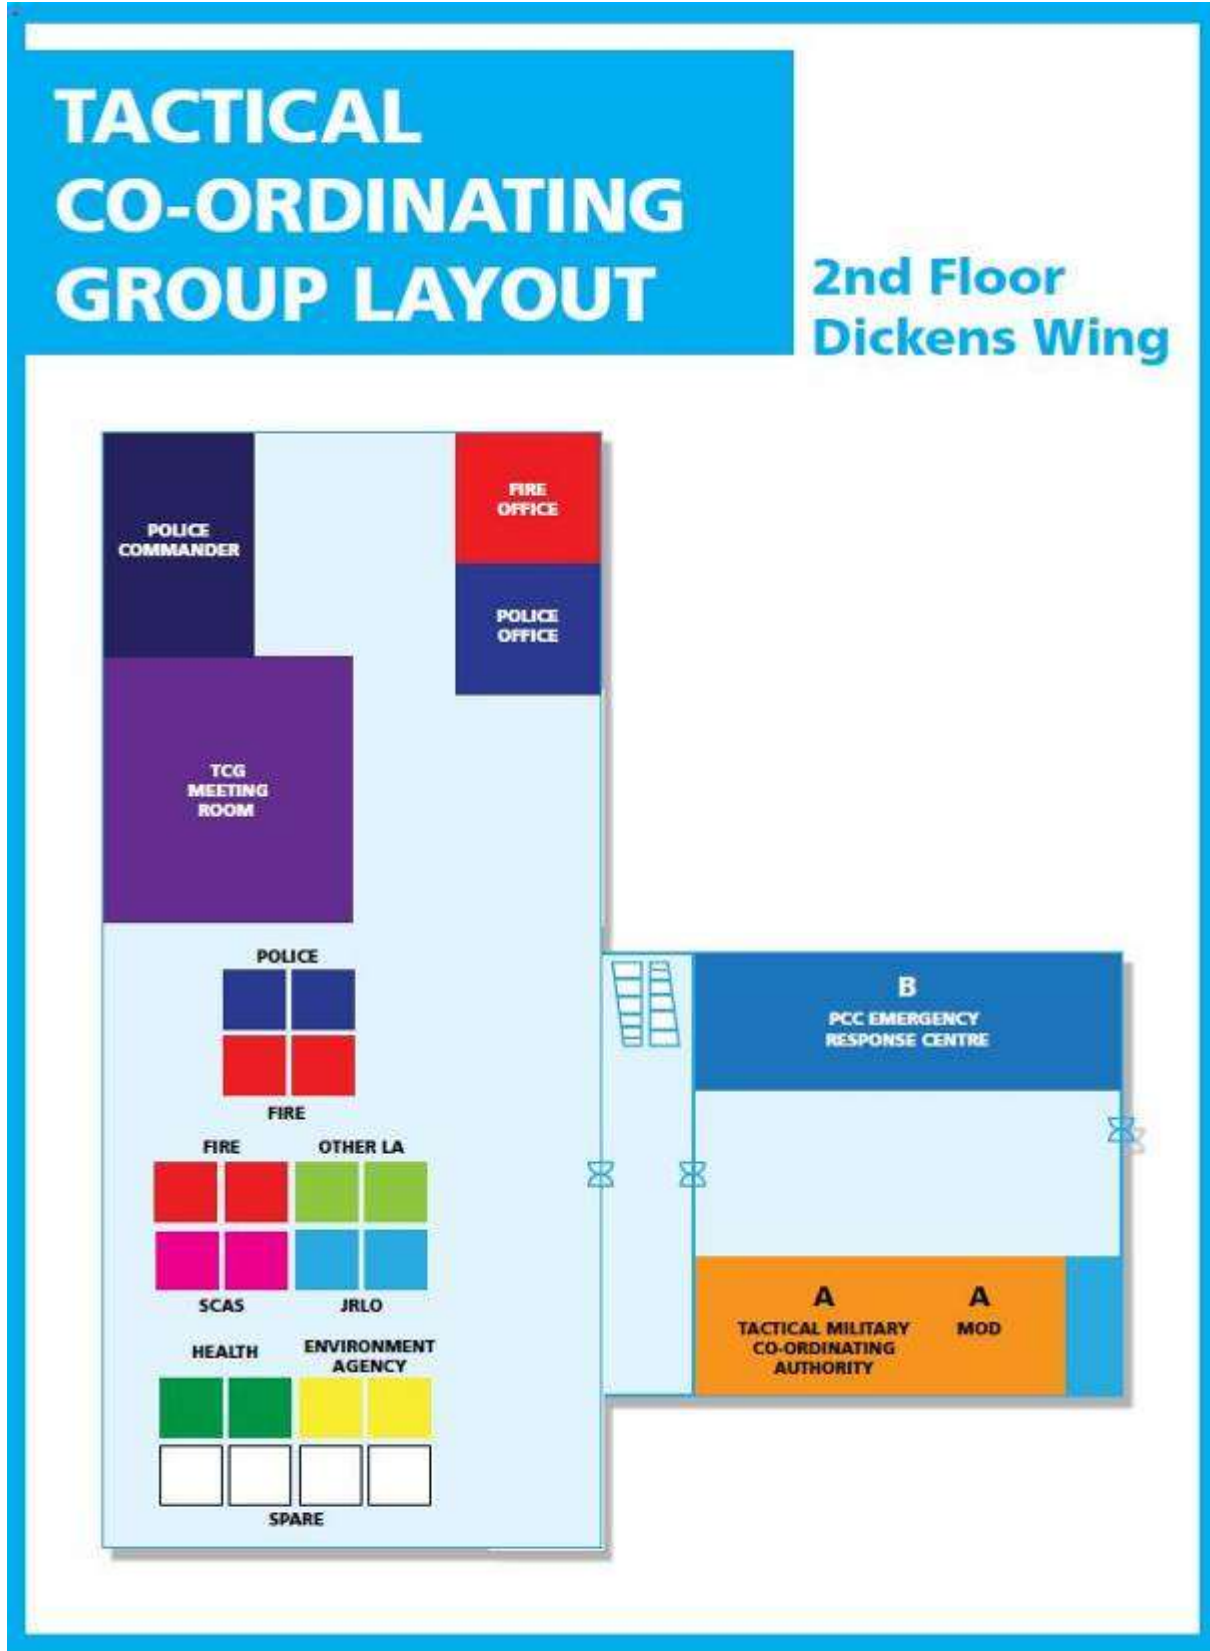 TACTICAL
CO-ORDINATING
GROUP LAYOUT
2nd Floor
Dickens Wing
POLICE
COMMANDER
FIRE
OFFICE
POLICE
OFFICE
TCG
MEETING
ROOM
POLICE
FIRE
FIRE
OTHER LA
SCAS
JRLO
HEALTH
ENVIRONMENT
AGENCY
SPARE
B
PCC EMERGENCY
RESPONSE CENTRE
A
TACTICAL MILITARY
CO-ORDINATING
AUTHORITY
A
MOD